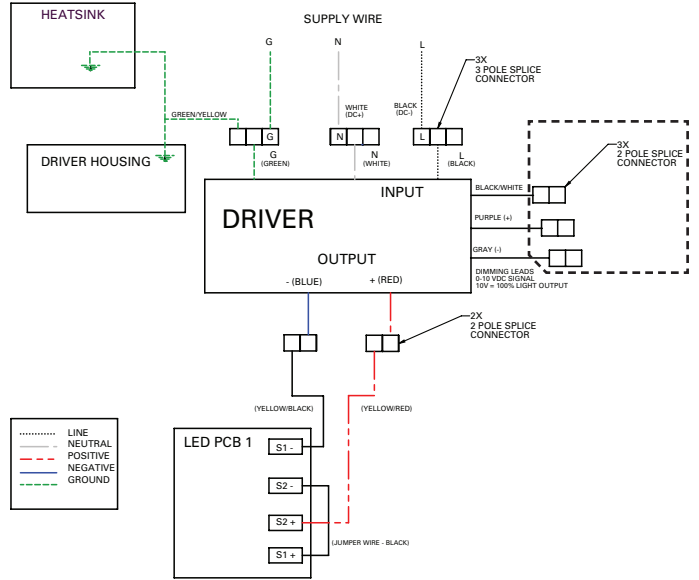 HEATSINK
SUPPLY WIRE
G
N
L
3X
3 POLE SPLICE
CONNECTOR
WHITE
(DC+)
BLACK
(DC-)
GREEN/YELLOW
G
N
L
G
(GREEN)
N
(WHITE)
L
(BLACK)
DRIVER HOUSING
3X
2 POLE SPLICE
CONNECTOR
INPUT
BLACK/WHITE
DRIVER
PURPLE (+)
GRAY (-)
OUTPUT
- (BLUE)
+ (RED)
DIMMING LEADS
0-10 VDC SIGNAL
10V = 100% LIGHT OUTPUT
2X
2 POLE SPLICE
CONNECTOR
(YELLOW/BLACK)
(YELLOW/RED)
LINE
NEUTRAL
POSITIVE
NEGATIVE
GROUND
LED PCB 1
S1 -
S2 -
S2 +
S1 +
(JUMPER WIRE - BLACK)